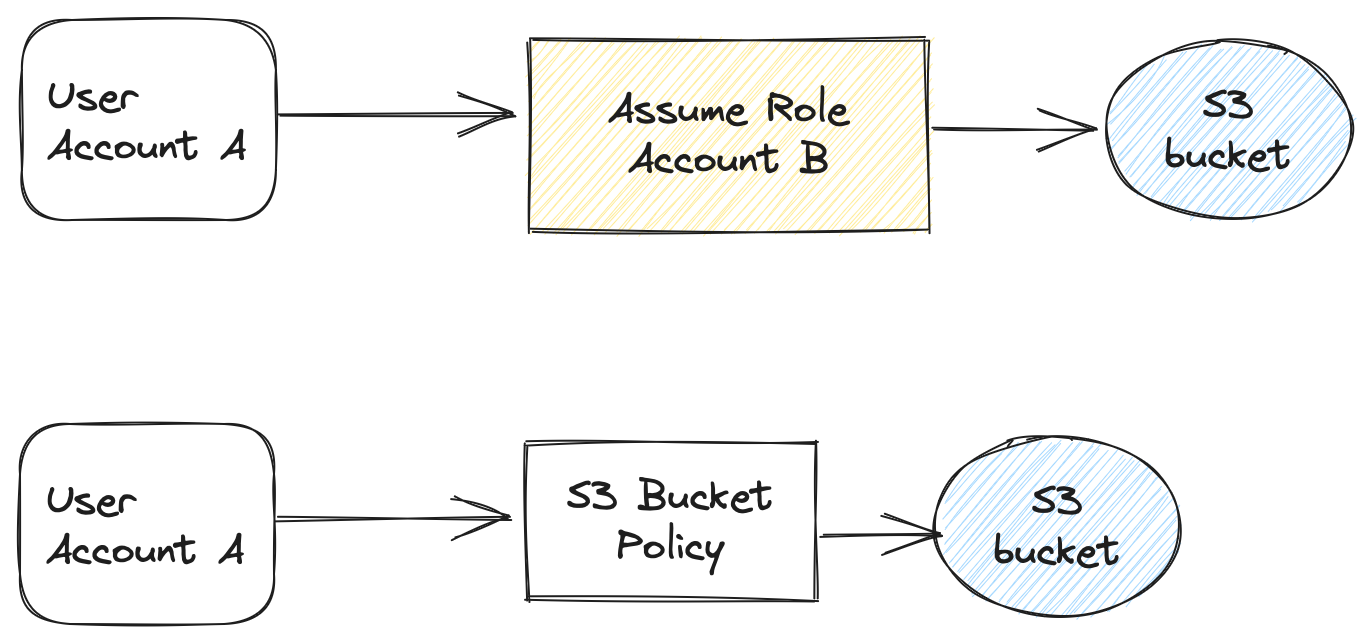 User
Account A
Assume Role
Account B
S3
bucket
User
Account A
S3 Bucket
Policy
S3
bucket